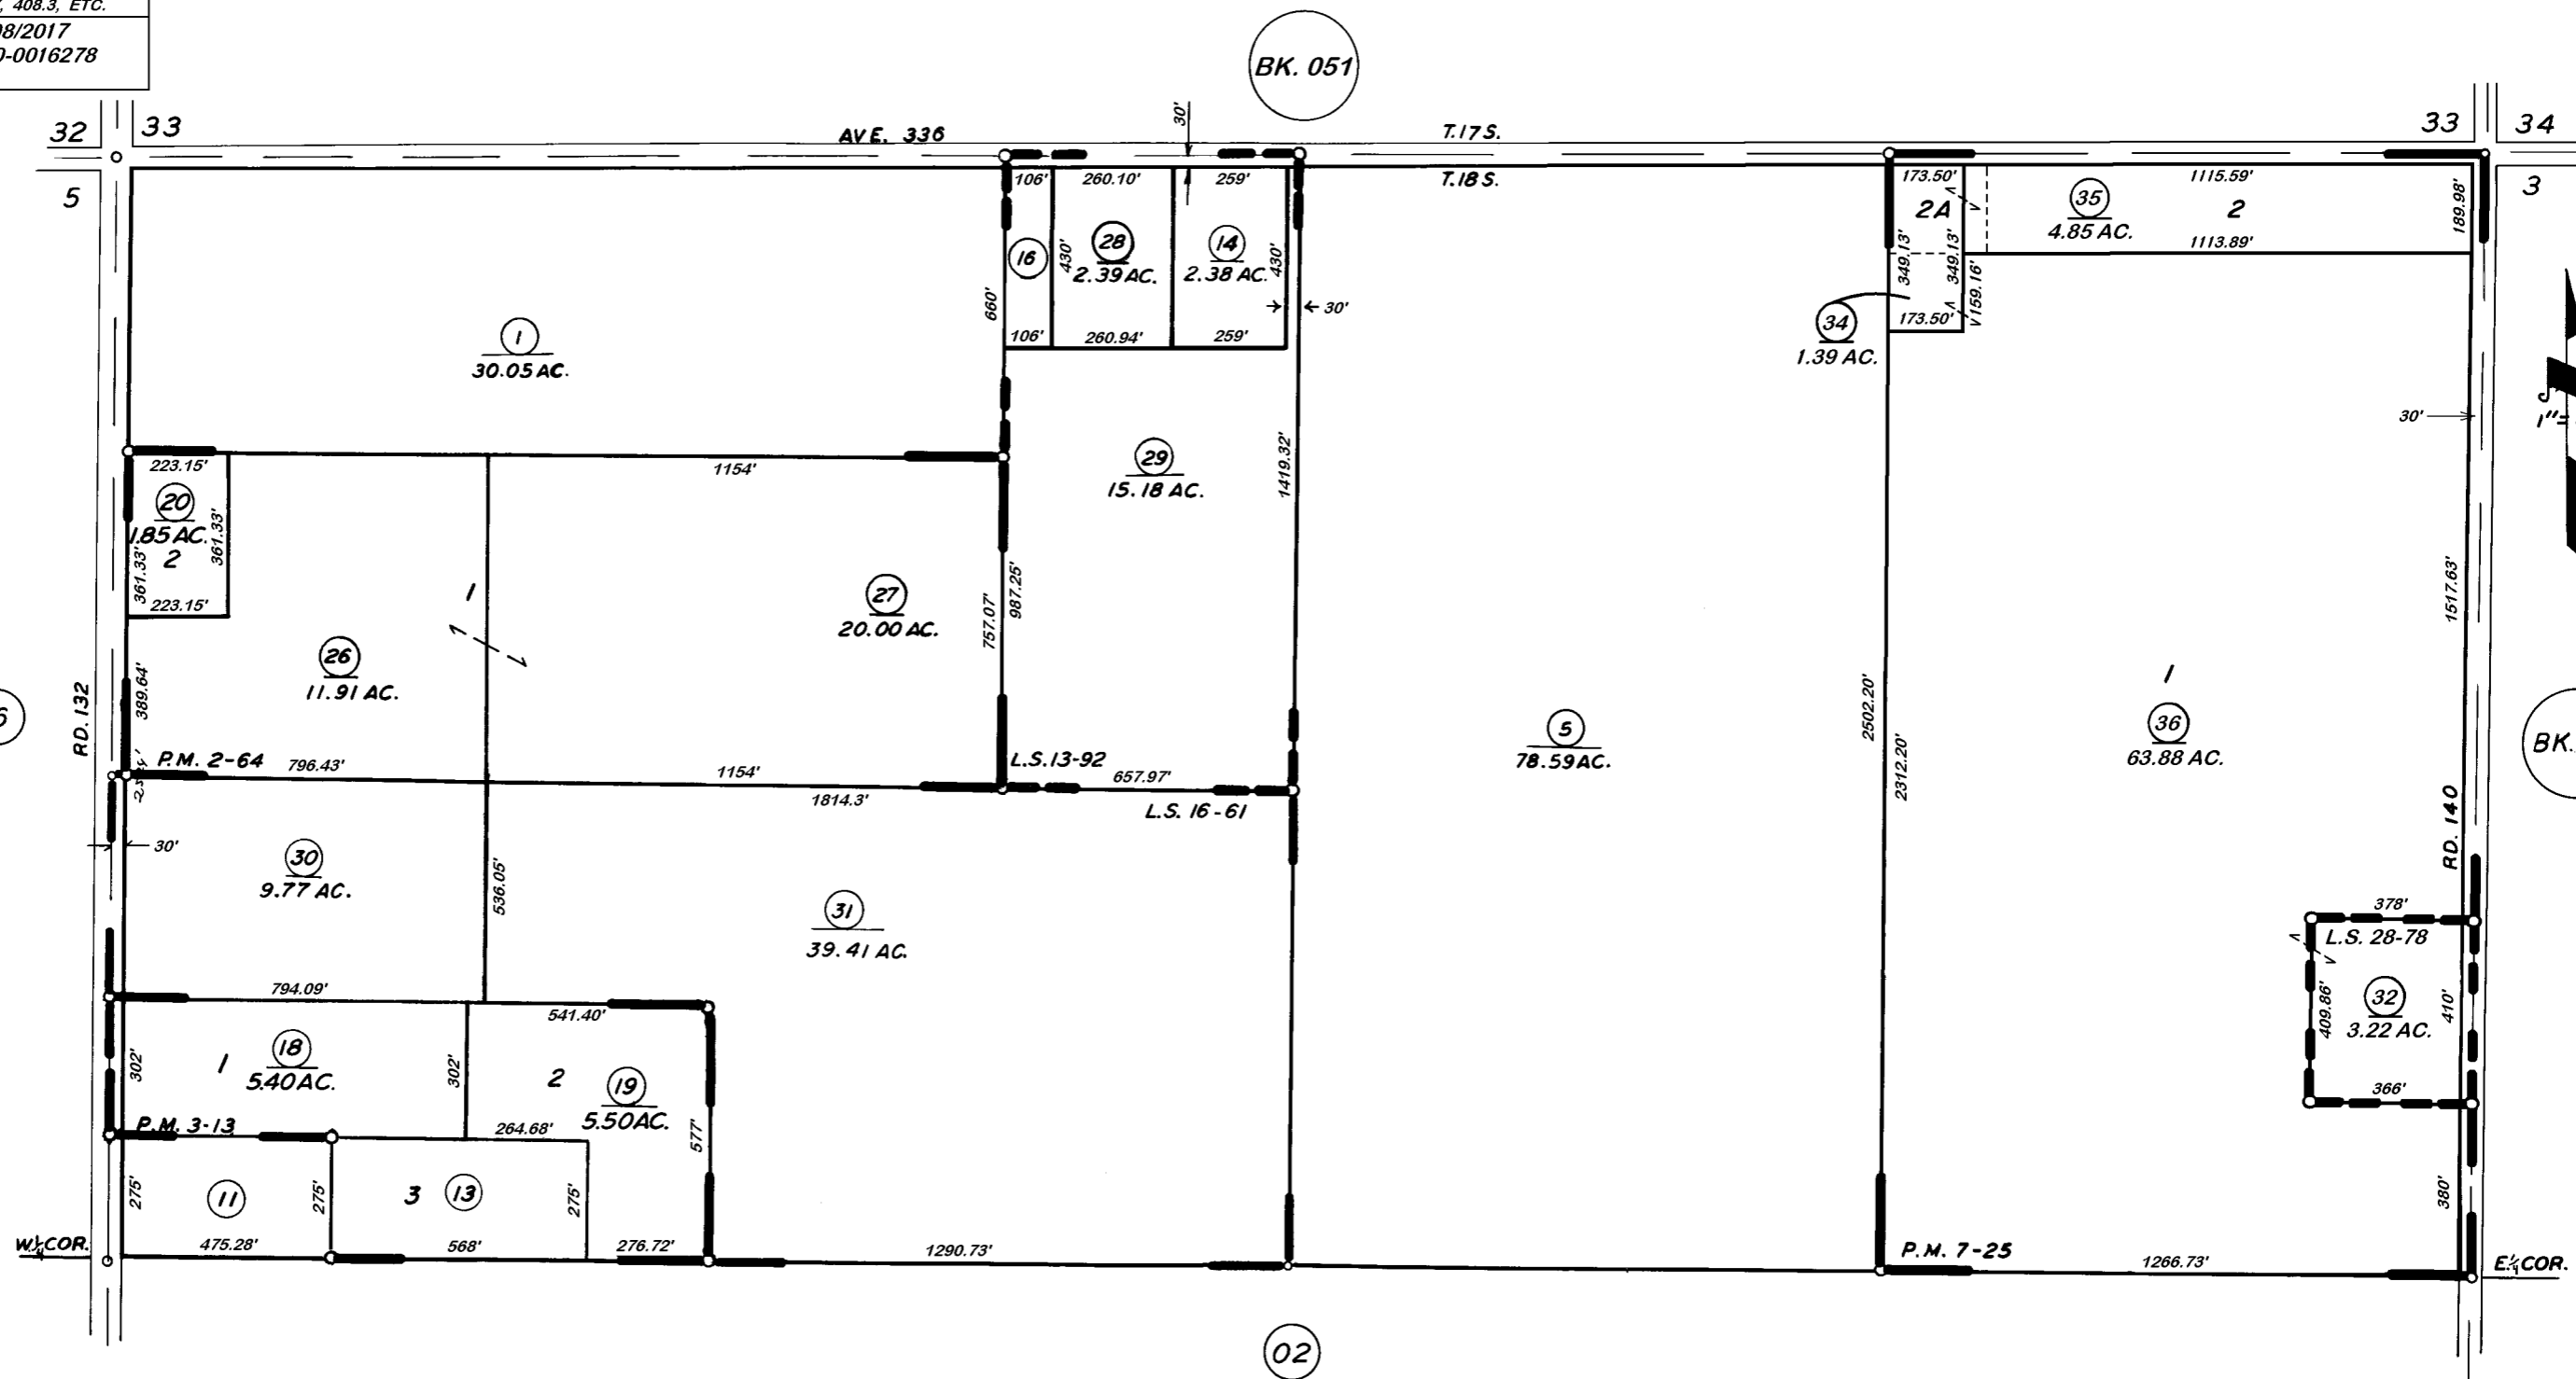 408.3, ETC.
08/2017
0-0016278
BK. 051
32
33
AVE. 336
30'
T.17 S.
33
34
5
T.18 S.
3
106'
260.10'
259'
173.50'
1115.59'
2A
35
2
4.85 AC.
189.98'
1113.89'
16
430'
28
2.39 AC.
14
2.38 AC.
430'
349.13'
349.13'
159.16'
660'
30'
106'
260.94'
259'
34
173.50'
1.39 AC.
1
30.05 AC.
30'
1"=
223.15'
1154'
29
15.18 AC.
1419.32'
20
1.85 AC.
2
361.33'
361.33'
223.15'
1
27
20.00 AC.
757.07'
987.25'
1517.63'
26
11.91 AC.
389.64'
RD. 132
6
1
36
63.88 AC.
2502.20'
2312.20'
5
78.59 AC.
BK.
P.M. 2-64
796.43'
1154'
L.S. 13-92
657.97'
1814.3'
L.S. 16-61
RD. 140
30'
30
9.77 AC.
536.05'
31
39.41 AC.
378'
L.S. 28-78
409.86'
32
3.22 AC.
410'
366'
794.09'
541.40'
302'
1
18
5.40 AC.
302'
2
19
5.50 AC.
577'
P.M. 3-13
264.68'
275'
11
275'
3
13
275'
380'
W¼COR.
475.28'
568'
276.72'
1290.73'
P.M. 7-25
1266.73'
E¼COR.
02